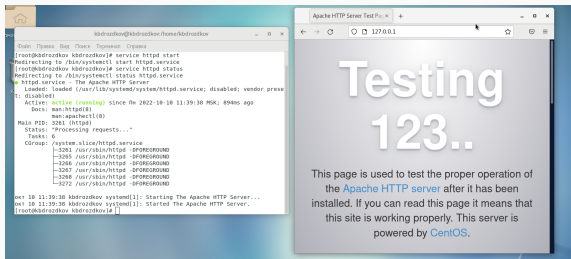 kbdrozdkov@kbdrozdkov:/home/kbdrozdkov
Файл Правка Вид Поиск Терминал Справка
[root@kbdrozdkov kbdrozdkov]# service httpd start
Redirecting to /bin/systemctl start httpd.service
[root@kbdrozdkov kbdrozdkov]# service httpd status
Redirecting to /bin/systemctl status httpd.service
● httpd.service - The Apache HTTP Server
Loaded: loaded (/usr/lib/systemd/system/httpd.service; disabled; vendor prese
t: disabled)
Active: active (running) since Пн 2022-10-10 11:39:38 MSK; 894ms ago
Docs: man:httpd(8)
man:apachectl(8)
Main PID: 3261 (httpd)
Status: "Processing requests..."
Tasks: 6
CGroup: /system.slice/httpd.service
├─3261 /usr/sbin/httpd -DFOREGROUND
├─3265 /usr/sbin/httpd -DFOREGROUND
├─3266 /usr/sbin/httpd -DFOREGROUND
├─3267 /usr/sbin/httpd -DFOREGROUND
├─3268 /usr/sbin/httpd -DFOREGROUND
└─3272 /usr/sbin/httpd -DFOREGROUND
окт 10 11:39:38 kbdrozdkov systemd[1]: Starting The Apache HTTP Server...
окт 10 11:39:38 kbdrozdkov systemd[1]: Started The Apache HTTP Server.
[root@kbdrozdkov kbdrozdkov]#
Apache HTTP Server Test Pag
127.0.0.1
Testing
123..
This page is used to test the proper operation of
the Apache HTTP server after it has been
installed. If you can read this page it means that
this site is working properly. This server is
powered by CentOS.